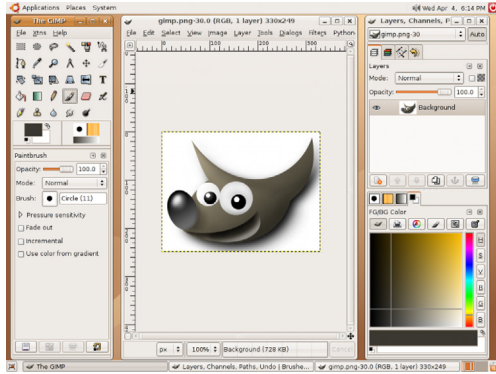 Applications Places System
Wed Apr 4, 6:14 PM
The GIMP
File Xtns Help
Paintbrush
Opacity: 100.0
Mode: Normal
Brush: Circle (11)
Pressure sensitivity
Fade out
Incremental
Use color from gradient
gimp.png-30.0 (RGB, 1 layer) 330x249
File Edit Select View Image Layer Tools Dialogs Filters Python
0 100 200 300
px 100% Background (728 KB) Cancel
Layers, Channels, P
gimp.png-30 Auto
Layers
Mode: Normal
Opacity: 100.0
Background
FG/BG Color
H
S
V
R
G
B
The GIMP
Layers, Channels, Paths, Undo | Brushe...
gimp.png-30.0 (RGB, 1 layer) 330x249